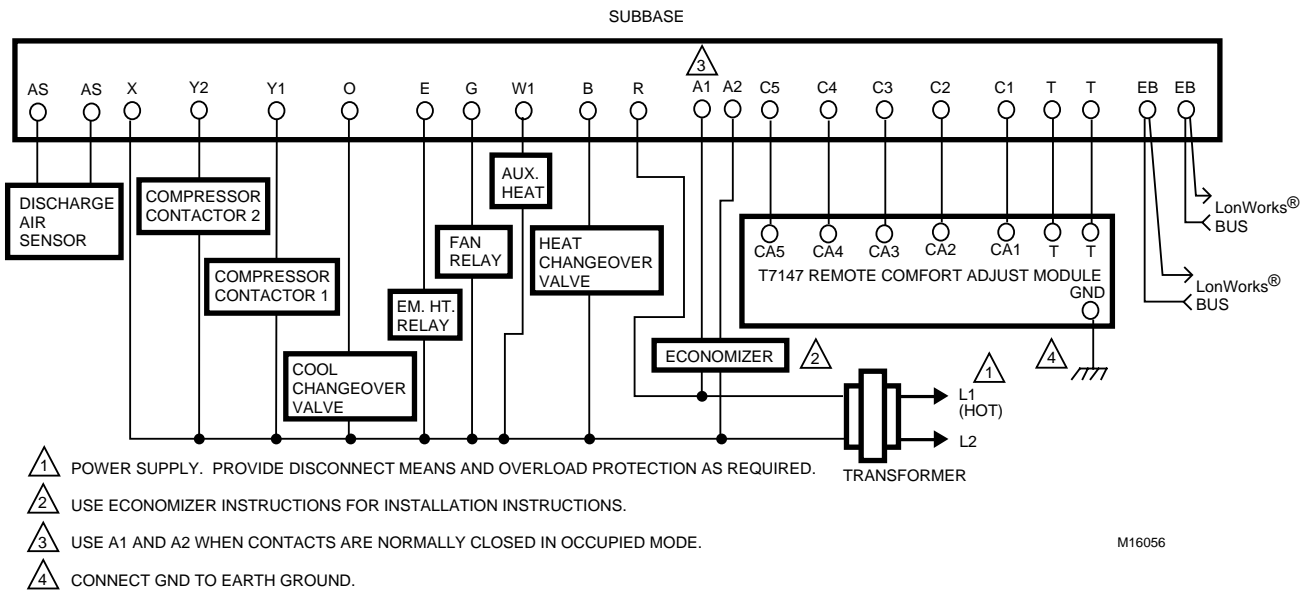 SUBBASE
3
AS AS X Y2 Y1 O E G W1 B R A1 A2 C5 C4 C3 C2 C1 T T EB EB
DISCHARGE
AIR
SENSOR
COMPRESSOR
CONTACTOR 2
COMPRESSOR
CONTACTOR 1
COOL
CHANGEOVER
VALVE
EM. HT.
RELAY
FAN
RELAY
AUX.
HEAT
HEAT
CHANGEOVER
VALVE
ECONOMIZER
2
CA5 CA4 CA3 CA2 CA1 T T
T7147 REMOTE COMFORT ADJUST MODULE
GND
4
LonWorks®
BUS
LonWorks®
BUS
1
L1
(HOT)
L2
TRANSFORMER
1 POWER SUPPLY. PROVIDE DISCONNECT MEANS AND OVERLOAD PROTECTION AS REQUIRED.
2 USE ECONOMIZER INSTRUCTIONS FOR INSTALLATION INSTRUCTIONS.
3 USE A1 AND A2 WHEN CONTACTS ARE NORMALLY CLOSED IN OCCUPIED MODE.
M16056
4 CONNECT GND TO EARTH GROUND.